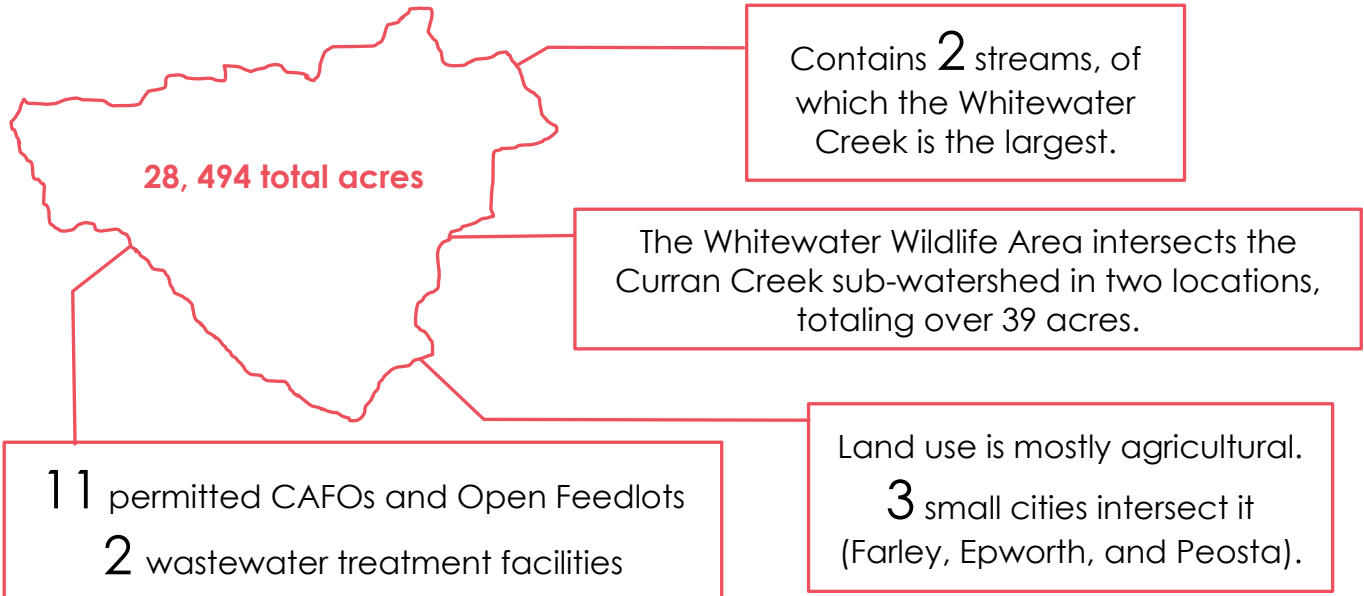 Contains 2 streams, of
which the Whitewater
Creek is the largest.
28, 494 total acres
The Whitewater Wildlife Area intersects the
Curran Creek sub-watershed in two locations,
totaling over 39 acres.
Land use is mostly agricultural.
3 small cities intersect it
(Farley, Epworth, and Peosta).
11 permitted CAFOs and Open Feedlots
2 wastewater treatment facilities